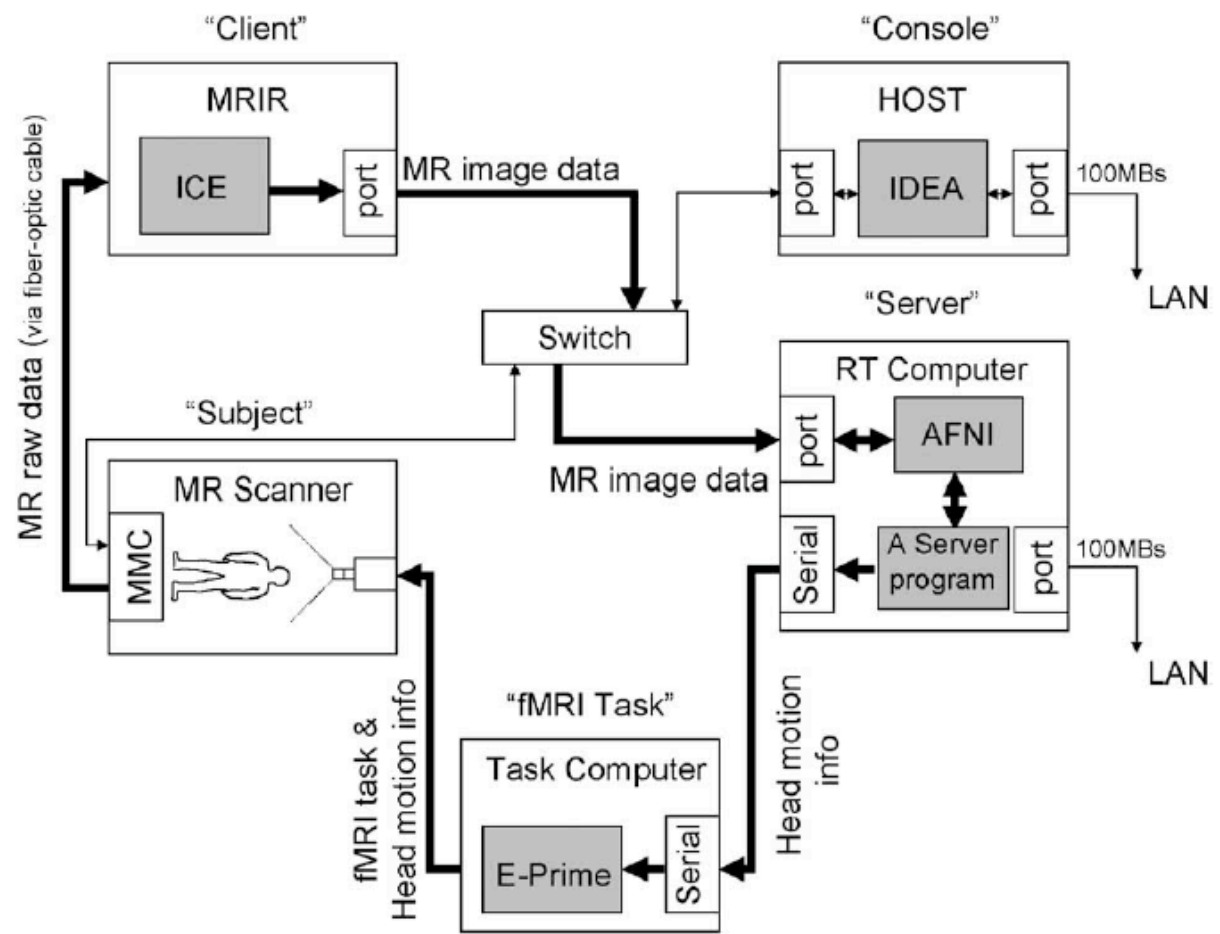 “Client”
MRIR
ICE
port
MR image data
MR raw data (via fiber-optic cable)
“Console”
HOST
port
IDEA
port
100MBs
LAN
Switch
“Server”
RT Computer
port
AFNI
MR image data
Serial
A Server
program
port
100MBs
LAN
“Subject”
MR Scanner
MMC
fMRI task &
Head motion info
“fMRI Task”
Task Computer
E-Prime
Serial
Head motion
info